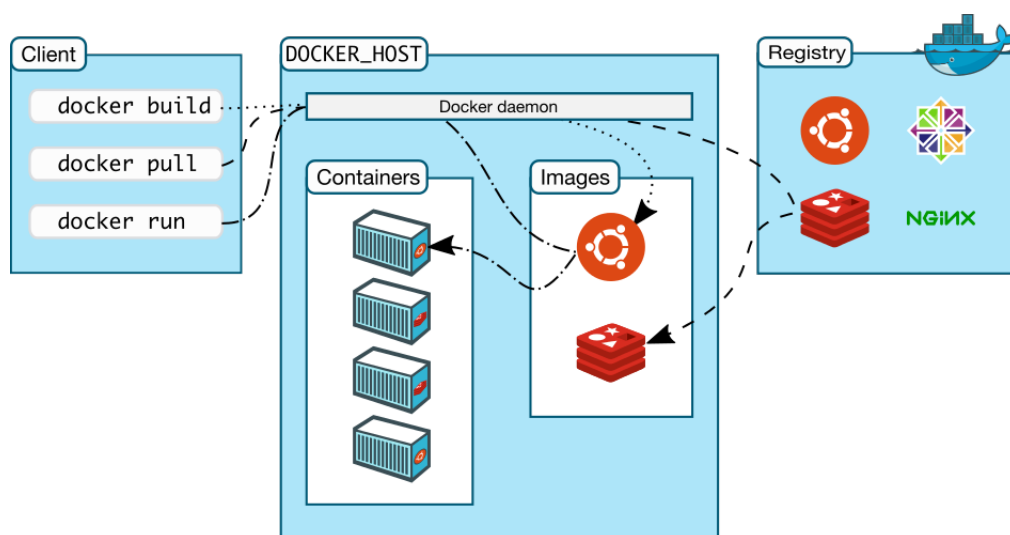 Client
docker build
docker pull
docker run
DOCKER_HOST
Docker daemon
Containers
Images
Registry
NGINX